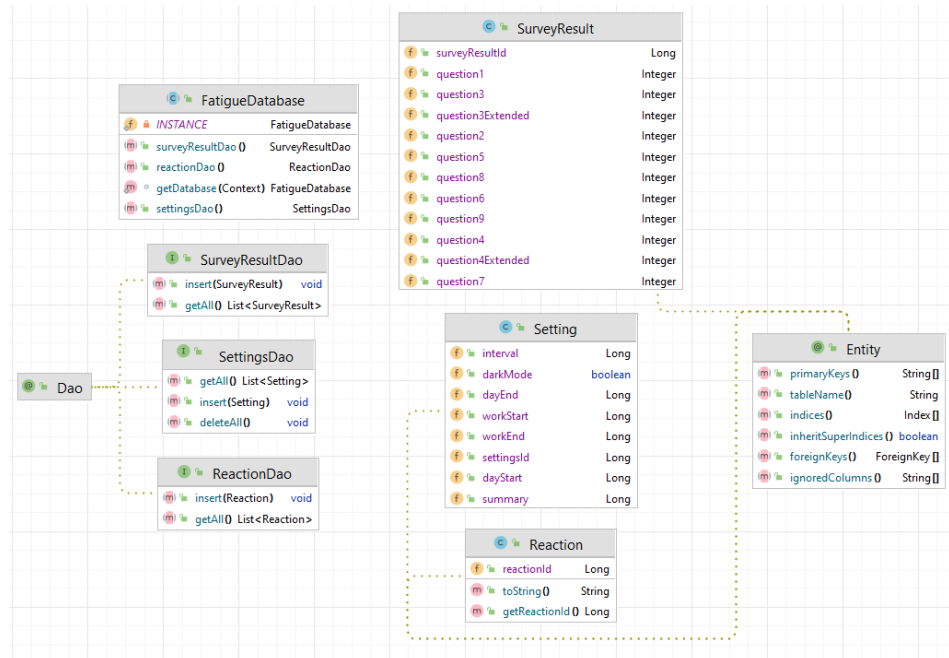 SurveyResult
surveyResultId Long
question1 Integer
question3 Integer
question3Extended Integer
question2 Integer
question5 Integer
question8 Integer
question6 Integer
question9 Integer
question4 Integer
question4Extended Integer
question7 Integer
FatigueDatabase
INSTANCE FatigueDatabase
surveyResultDao() SurveyResultDao
reactionDao() ReactionDao
getDatabase(Context) FatigueDatabase
settingsDao() SettingsDao
SurveyResultDao
insert(SurveyResult) void
getAll() List<SurveyResult>
SettingsDao
getAll() List<Setting>
insert(Setting) void
deleteAll() void
Dao
ReactionDao
insert(Reaction) void
getAll() List<Reaction>
Setting
interval Long
darkMode boolean
dayEnd Long
workStart Long
workEnd Long
settingsId Long
dayStart Long
summary Long
Reaction
reactionId Long
toString() String
getReactionId() Long
Entity
primaryKeys() String[]
tableName() String
indices() Index[]
inheritSuperIndices() boolean
foreignKeys() ForeignKey[]
ignoredColumns() String[]